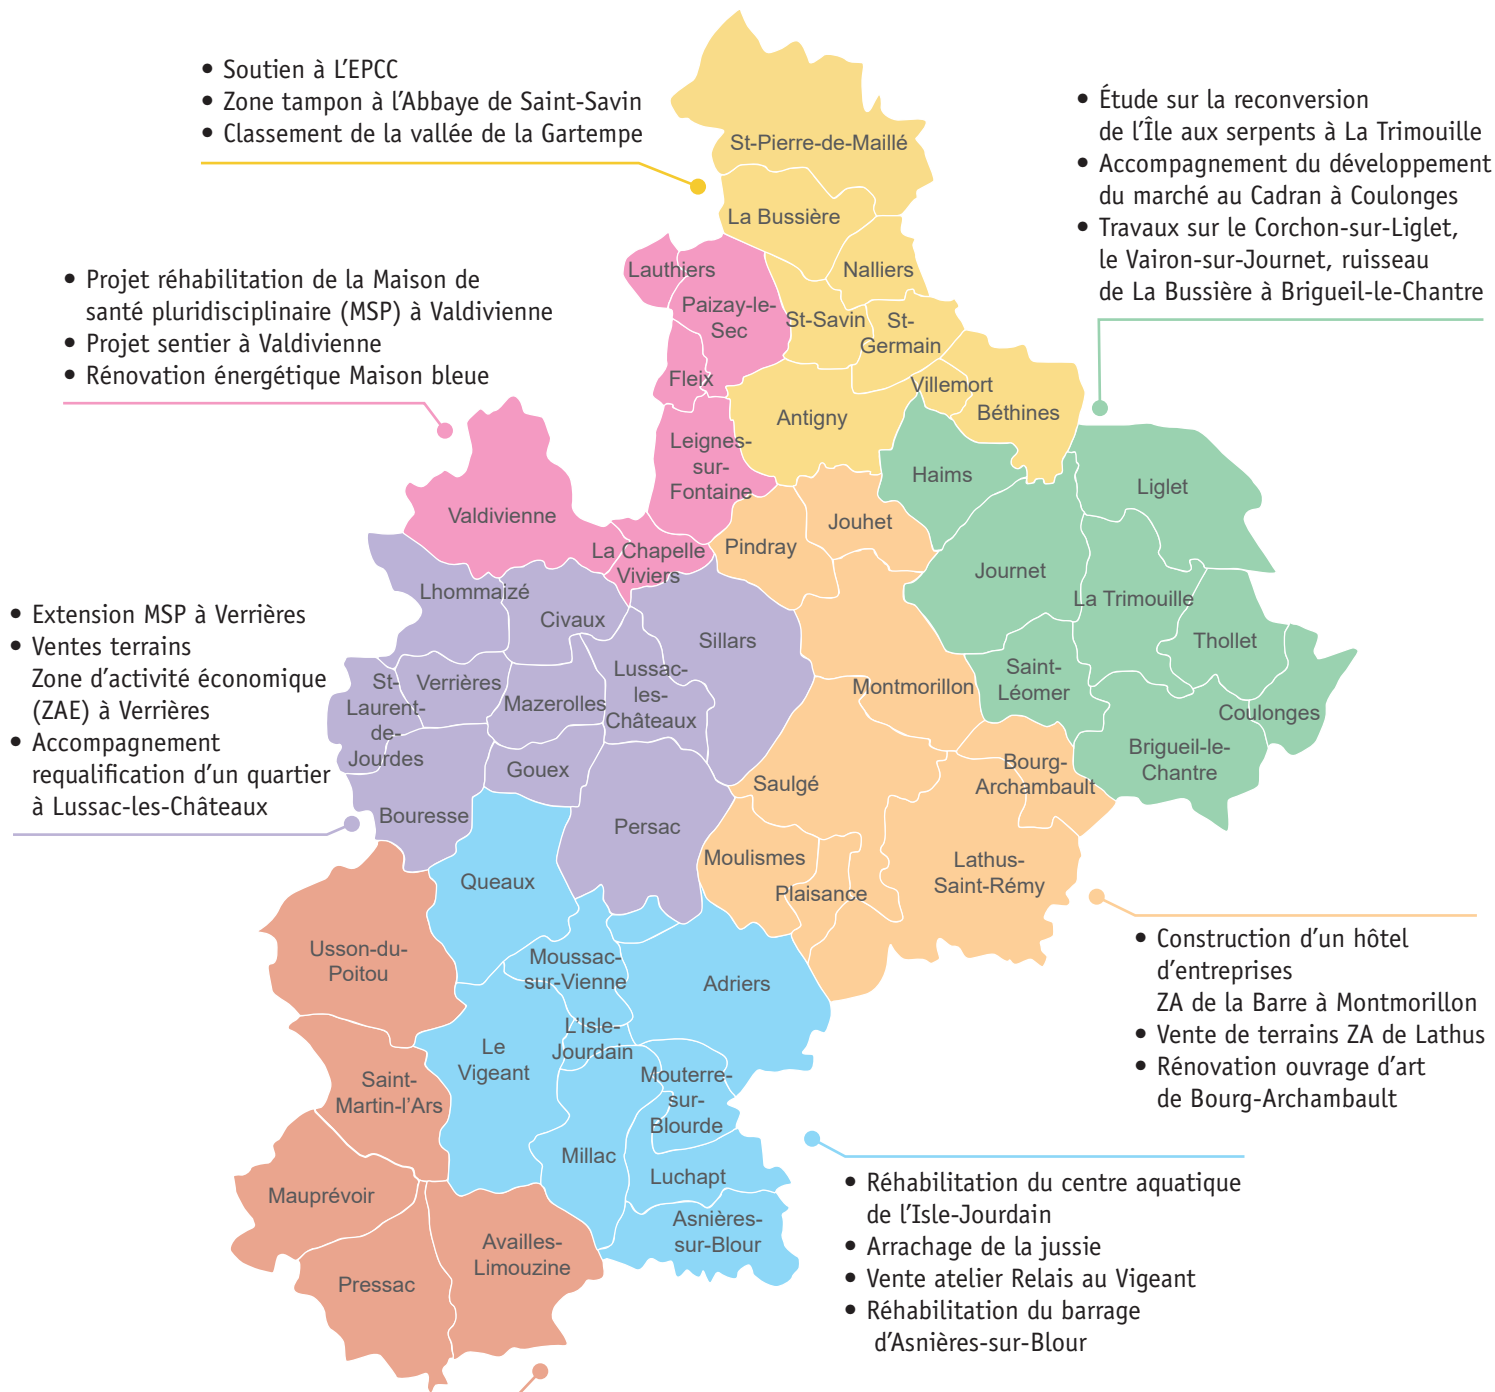 • Soutien à L'EPCC
• Zone tampon à l'Abbaye de Saint-Savin
• Classement de la vallée de la Gartempe
• Étude sur la reconversion
de l'Île aux serpents à La Trimouille
• Accompagnement du développement
du marché au Cadran à Coulonges
• Travaux sur le Corchon-sur-Liglet,
le Vairon-sur-Journet, ruisseau
de La Bussière à Brigueil-le-Chantre
• Projet réhabilitation de la Maison de
santé pluridisciplinaire (MSP) à Valdivienne
• Projet sentier à Valdivienne
• Rénovation énergétique Maison bleue
• Extension MSP à Verrières
• Ventes terrains
Zone d'activité économique
(ZAE) à Verrières
• Accompagnement
requalification d'un quartier
à Lussac-les-Châteaux
St-Pierre-de-Maillé
La Bussière
Nalliers
St-Savin
St-
Germain
Villemort
Béthines
Antigny
Lauthiers
Paizay-le-
Sec
Fleix
Leignes-
sur-
Fontaine
Valdivienne
La Chapelle
Viviers
Haims
Liglet
Journet
La Trimouille
Thollet
Saint-
Léomer
Coulonges
Brigueil-le-
Chantre
Jouhet
Pindray
Montmorillon
Saulgé
Bourg-
Archambault
Moulismes
Plaisance
Lathus-
Saint-Rémy
Lhommaizé
Civaux
Sillars
Verrières
St-
Laurent-
de-
Jourdes
Mazerolles
Lussac-
les-
Châteaux
Gouex
Bouresse
Persac
Queaux
Moussac-
sur-Vienne
Adriers
L'Isle-
Jourdain
Le
Vigeant
Mouterre-
sur-
Blourde
Millac
Luchapt
Asnières-
sur-Blour
Usson-du-
Poitou
Saint-
Martin-l'Ars
Mauprévoir
Pressac
Availles-
Limouzine
• Construction d'un hôtel
d'entreprises
ZA de la Barre à Montmorillon
• Vente de terrains ZA de Lathus
• Rénovation ouvrage d'art
de Bourg-Archambault
• Réhabilitation du centre aquatique
de l'Isle-Jourdain
• Arrachage de la jussie
• Vente atelier Relais au Vigeant
• Réhabilitation du barrage
d'Asnières-sur-Blour